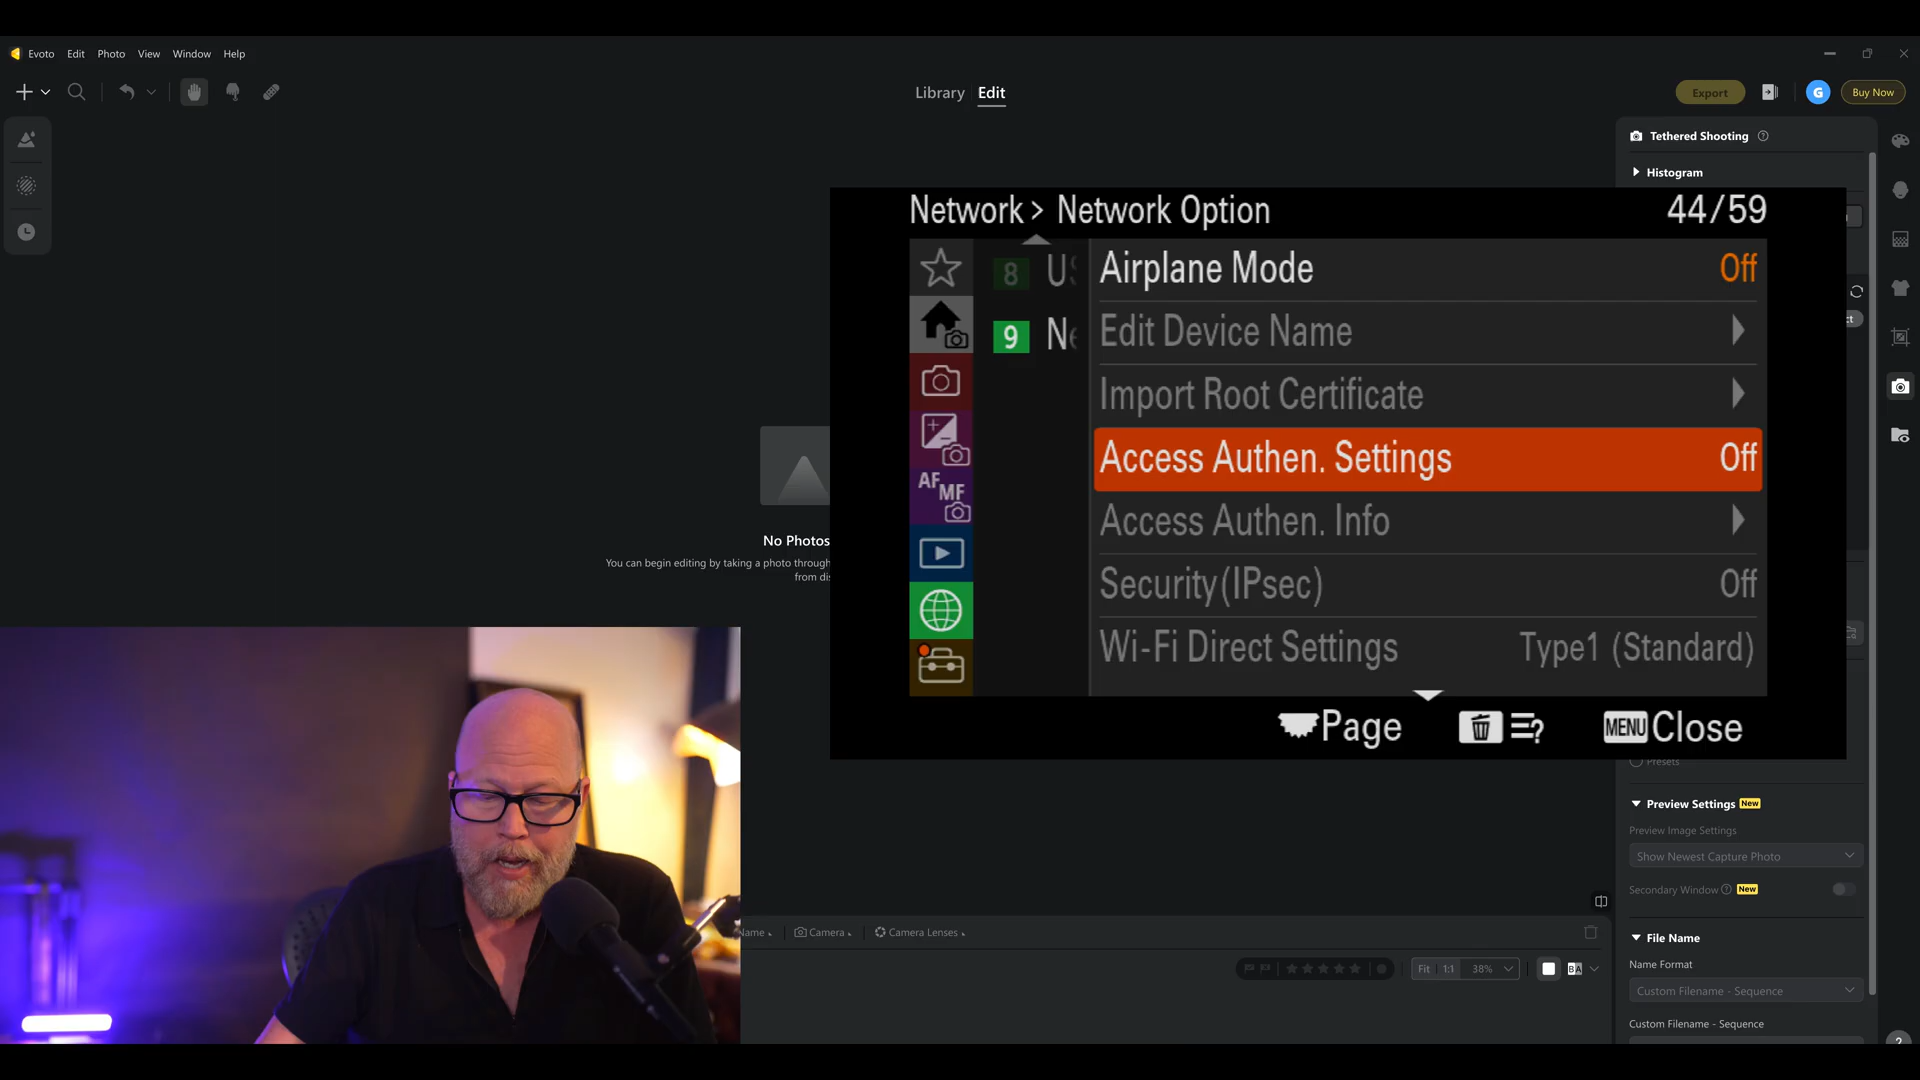 Evoto Edit Photo View Window Help
Library Edit
Export
G
Buy Now
Tethered Shooting
Histogram
Network > Network Option 44/59
8
Airplane Mode Off
9
Edit Device Name
Import Root Certificate
AF MF
Access Authen. Settings Off
Access Authen. Info
Security(IPsec) Off
Wi-Fi Direct Settings Type1 (Standard)
Page
MENU Close
No Photos
You can begin editing by taking a photo through
from
Presets
Preview Settings New
Preview Image Settings
Show Newest Capture Photo
Secondary Window New
File Name
Name Format
Custom Filename - Sequence
Custom Filename - Sequence
Name Camera Camera Lenses
Fit 1:1 38%
BA